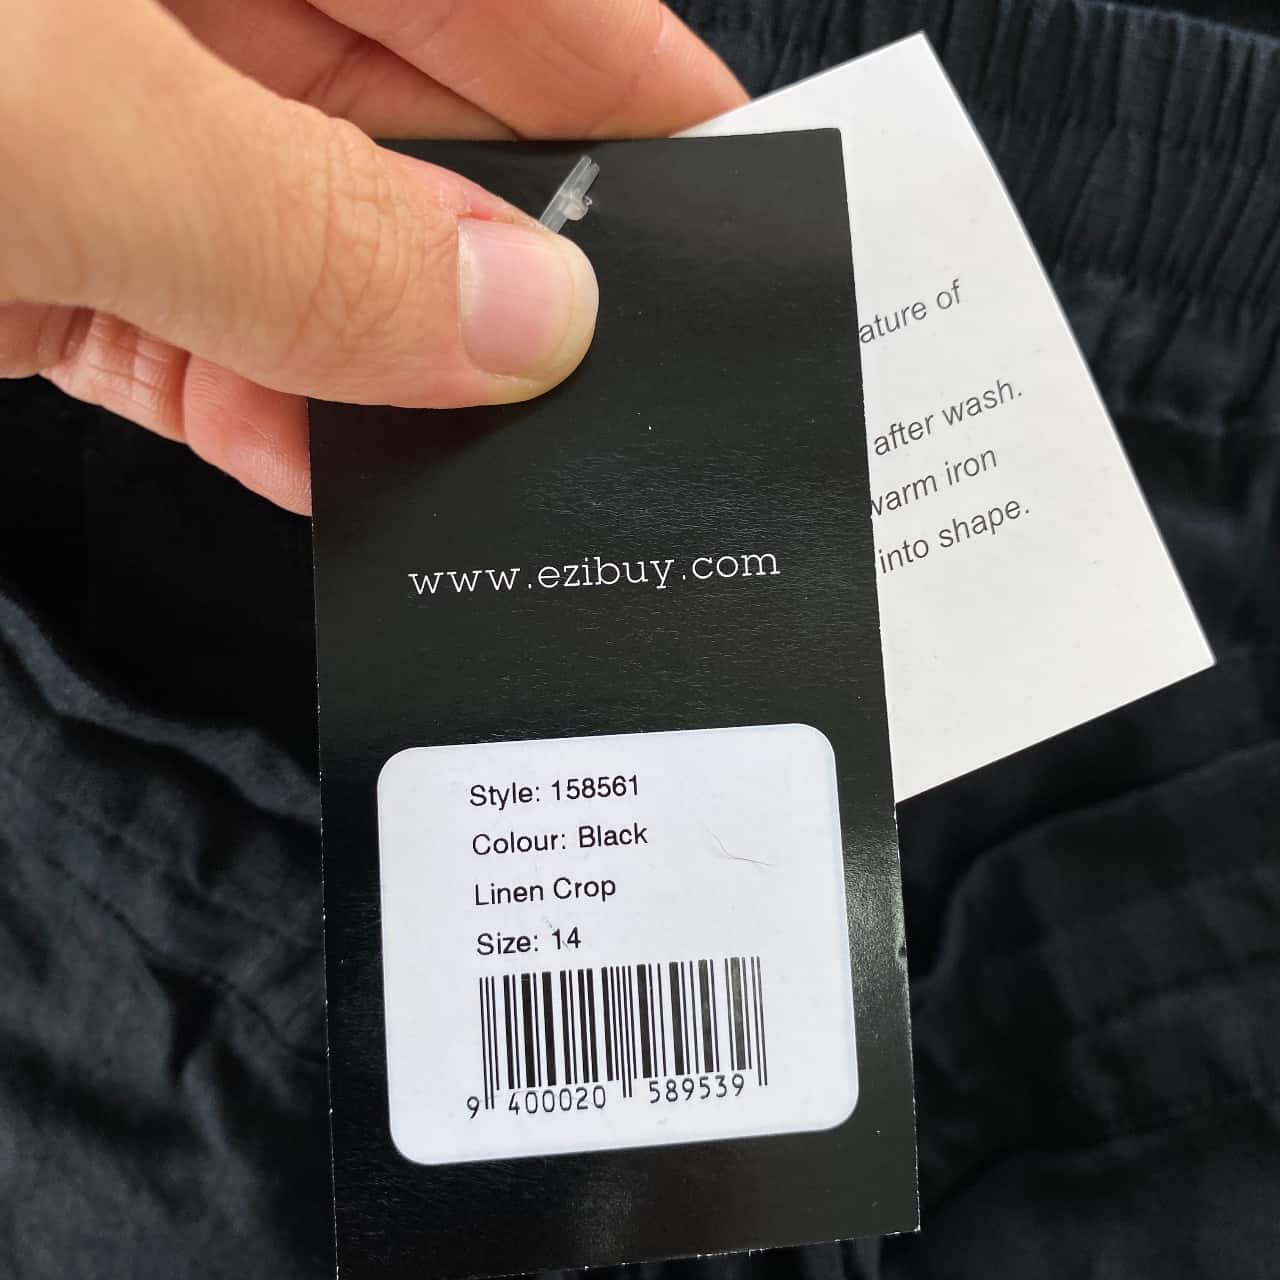 www.ezibuy.com
Style: 158561
Colour: Black
Linen Crop
Size: 14
9 400020 589539
of
after wash.
warm iron
into shape.